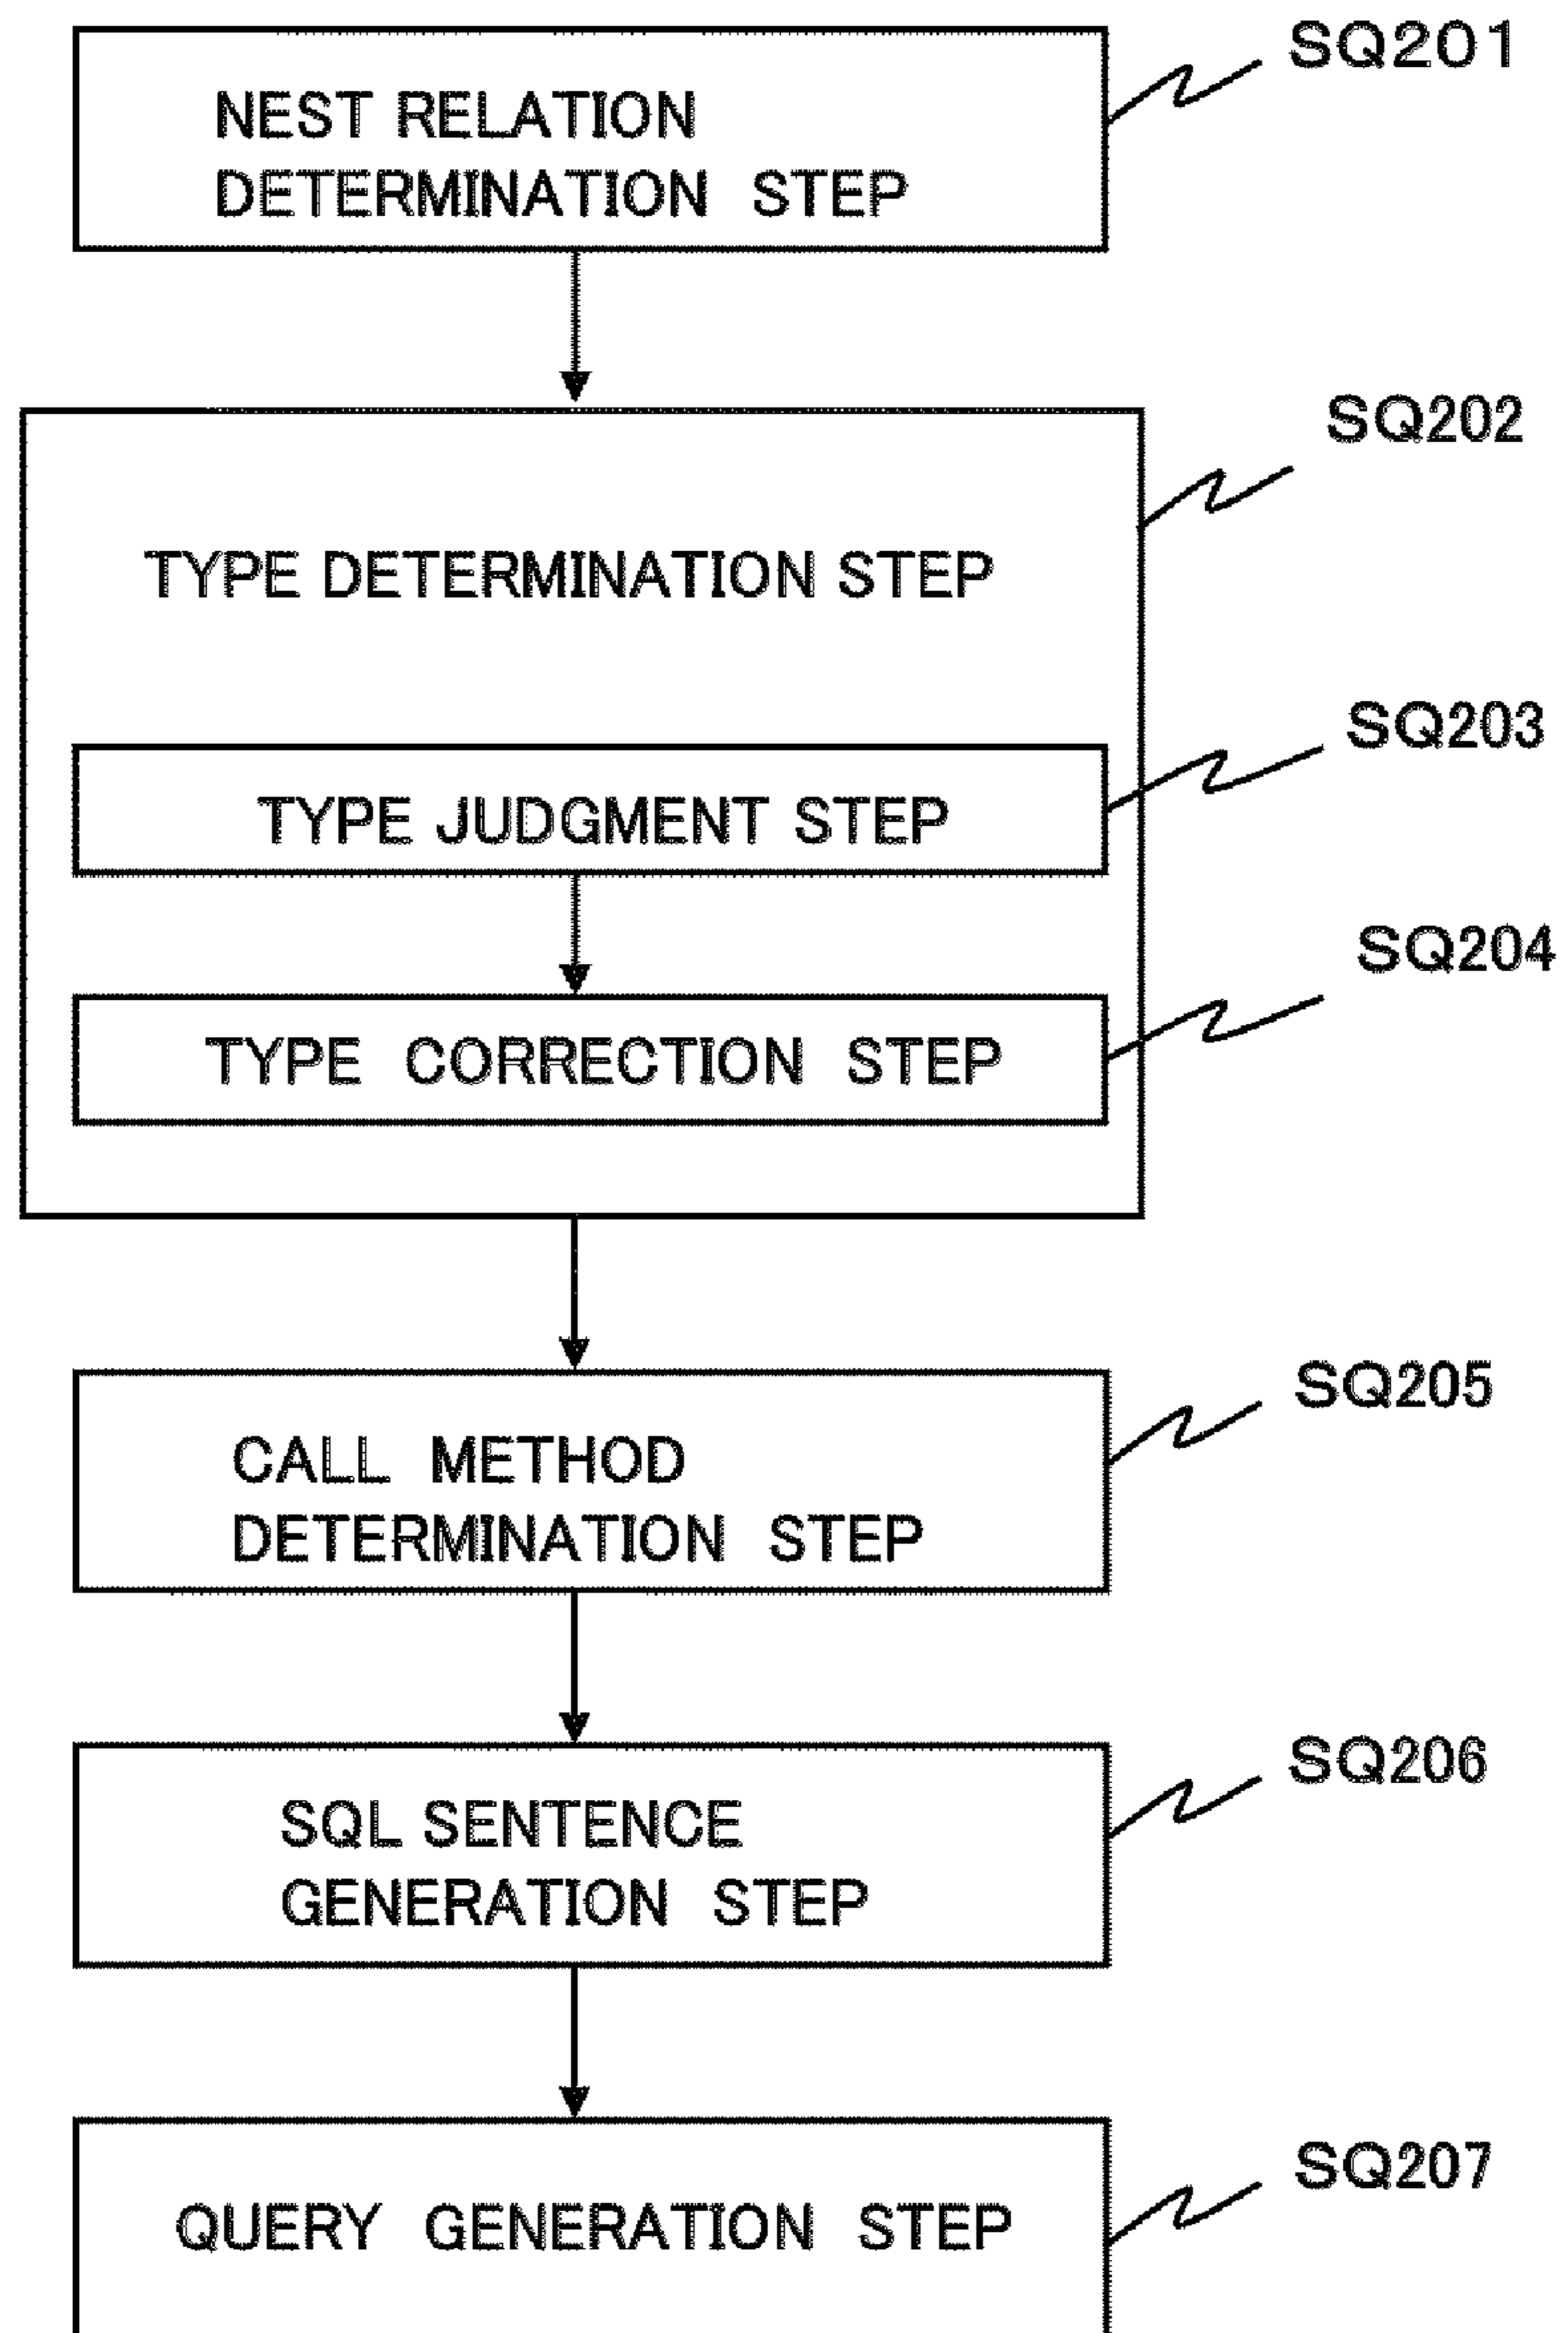 SQ201
NEST RELATION
DETERMINATION STEP
SQ202
TYPE DETERMINATION STEP
SQ203
TYPE JUDGMENT STEP
SQ204
TYPE CORRECTION STEP
SQ205
CALL METHOD
DETERMINATION STEP
SQ206
SQL SENTENCE
GENERATION STEP
SQ207
QUERY GENERATION STEP